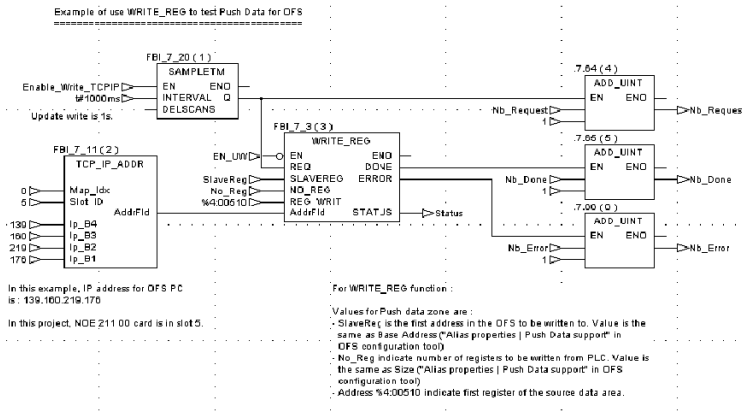 Example of use WRITE_REG to test Push Data for OFS
FBI_7_20 (1)
SAMPLETM
Enable_Write_TCPIP
EN
ENO
t#1000ms
INTERVAL
Q
DELSCANS
Update write is 1s.
.7.64 (4)
ADD_UINT
EN
ENO
Nb_Request
Nb_Reques
1
FBI_7_3 (3)
WRITE_REG
EN_UW
EN
ENO
REQ
DONE
SlaveReg
SLAVEREG
ERROR
No_Reg
NO_REG
%4:00510
REG WRIT
AddrFld
STATUS
Status
FBI_7_11 (2)
TCP_IP_ADDR
0
Map_Idx
5
Slot ID
AddrFld
139
Ip_B4
160
Ip_B3
219
Ip_B2
176
Ip_B1
.7.65 (5)
ADD_UINT
EN
ENO
Nb_Done
Nb_Done
1
ADD_UINT
EN
ENO
Nb_Error
Nb_Error
1
In this example, IP address for OFS PC
is : 139.160.219.176
In this project, NOE 211 00 card is in slot 5.
For WRITE_REG function :
Values for Push data zone are :
- SlaveReg is the first address in the OFS to be written to. Value is the
same as Base Address ("Alias properties | Push Data support" in
OFS configuration tool)
- No_Reg indicate number of registers to be written from PLC. Value is
the same as Size ("Alias properties | Push Data support" in OFS
configuration tool)
- Address %4:00510 indicate first register of the source data area.